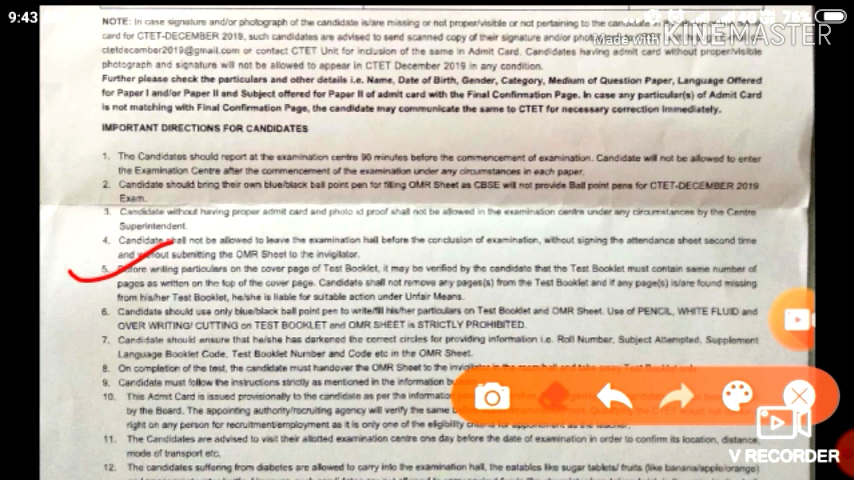 9:43
NOTE: In case signature and/or photograph of the candidate is/are missing or not proper/visible or not pertaining to the candidate
card for CTET-DECEMBER 2019, such candidates are advised to send scanned copy of their signature and/or
Made with KINEMASTER
ctetdecember2019@gmail.com or contact CTET Unit for inclusion of the same in Admit Card. Candidates having admit card without proper/visible
photograph and signature will not be allowed to appear in CTET December 2019 in any condition.
Further please check the particulars and other details i.e. Name, Date of Birth, Gender, Category, Medium of Question Paper, Language Offered
for Paper I and/or Paper II and Subject offered for Paper II of admit card with the Final Confirmation Page. In case any particular(s) of Admit Card
is not matching with Final Confirmation Page, the candidate may communicate the same to CTET for necessary correction immediately.
IMPORTANT DIRECTIONS FOR CANDIDATES
1. The Candidates should report at the examination centre 90 minutes before the commencement of examination. Candidate will not be allowed to enter
the Examination Centre after the commencement of the examination under any circumstances in each paper.
2. Candidate should bring their own blue/black ball point pen for filling OMR Sheet as CBSE will not provide Ball point pens for CTET-DECEMBER 2019
Exam.
3. Candidate without having proper admit card and photo id proof shall not be allowed in the examination centre under any circumstances by the Centre
Superintendent.
4. Candidate shall not be allowed to leave the examination hall before the conclusion of examination, without signing the attendance sheet second time
and without submitting the OMR Sheet to the invigilator.
5. Before writing particulars on the cover page of Test Booklet, it may be verified by the candidate that the Test Booklet must contain same number of
pages as written on the top of the cover page. Candidate shall not remove any pages(s) from the Test Booklet and if any page(s) is/are found missing
from his/her Test Booklet, he/she is liable for suitable action under Unfair Means.
6. Candidate should use only blue/black ball point pen to write/fill his/her particulars on Test Booklet and OMR Sheet. Use of PENCIL, WHITE FLUID and
OVER WRITING/ CUTTING on TEST BOOKLET and OMR SHEET is STRICTLY PROHIBITED.
7. Candidate should ensure that he/she has darkened the correct circles for providing information i.e. Roll Number, Subject Attempted, Supplement
Language Booklet Code, Test Booklet Number and Code etc in the OMR Sheet.
8. On completion of the test, the candidate must handover the OMR Sheet to the
9. Candidate must follow the instructions strictly as mentioned in the information
10. This Admit Card is issued provisionally to the candidate as per the information
by the Board. The appointing authority/recruiting agency will verify the same
right on any person for recruitment/employment as it is only one of the eligibility
11. The Candidates are advised to visit their allotted examination centre one day before the date of examination in order to confirm its location, distance,
mode of transport etc.
V RECORDER
12. The candidates suffering from diabetes are allowed to carry into the examination hall, the eatables like sugar tablets/ fruits (like banana/apple/orange)